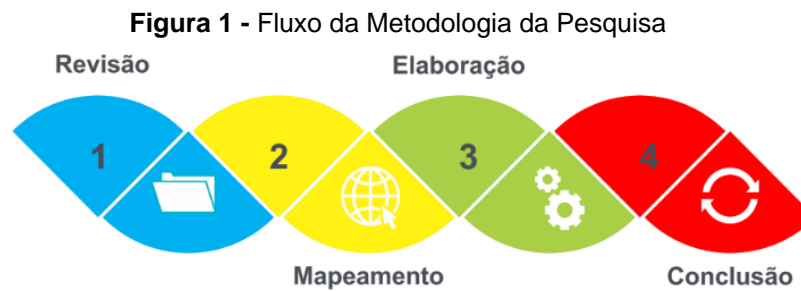 Figura 1 - Fluxo da Metodologia da Pesquisa
Revisão
Elaboração
1
2
3
4
Mapeamento
Conclusão